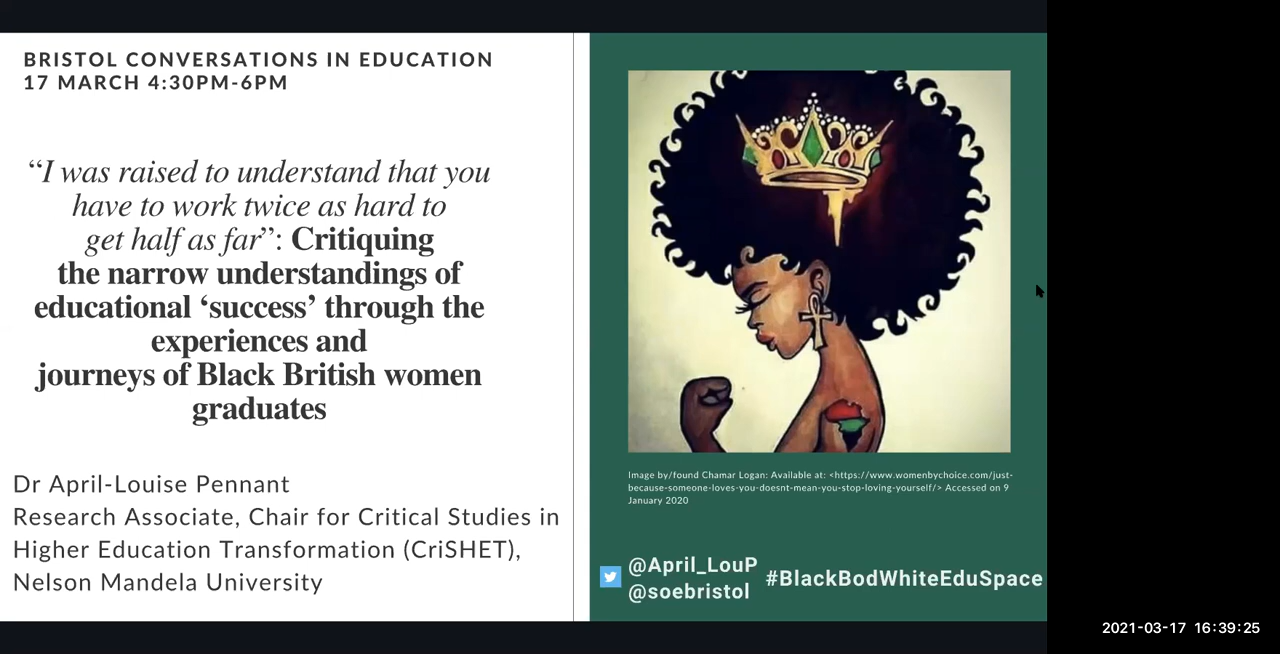 BRISTOL CONVERSATIONS IN EDUCATION
17 MARCH 4:30PM-6PM
“I was raised to understand that you
have to work twice as hard to
get half as far”: Critiquing
the narrow understandings of
educational ‘success’ through the
experiences and
journeys of Black British women
graduates
Dr April-Louise Pennant
Research Associate, Chair for Critical Studies in
Higher Education Transformation (CriSHET),
Nelson Mandela University
Image by/found Chamar Logan: Available at: <https://www.womenbychoice.com/just-
because-someone-loves-you-doesnt-mean-you-stop-loving-yourself/> Accessed on 9
January 2020
@April_LouP
@soebristol
#BlackBodWhiteEduSpace
2021-03-17 16:39:25